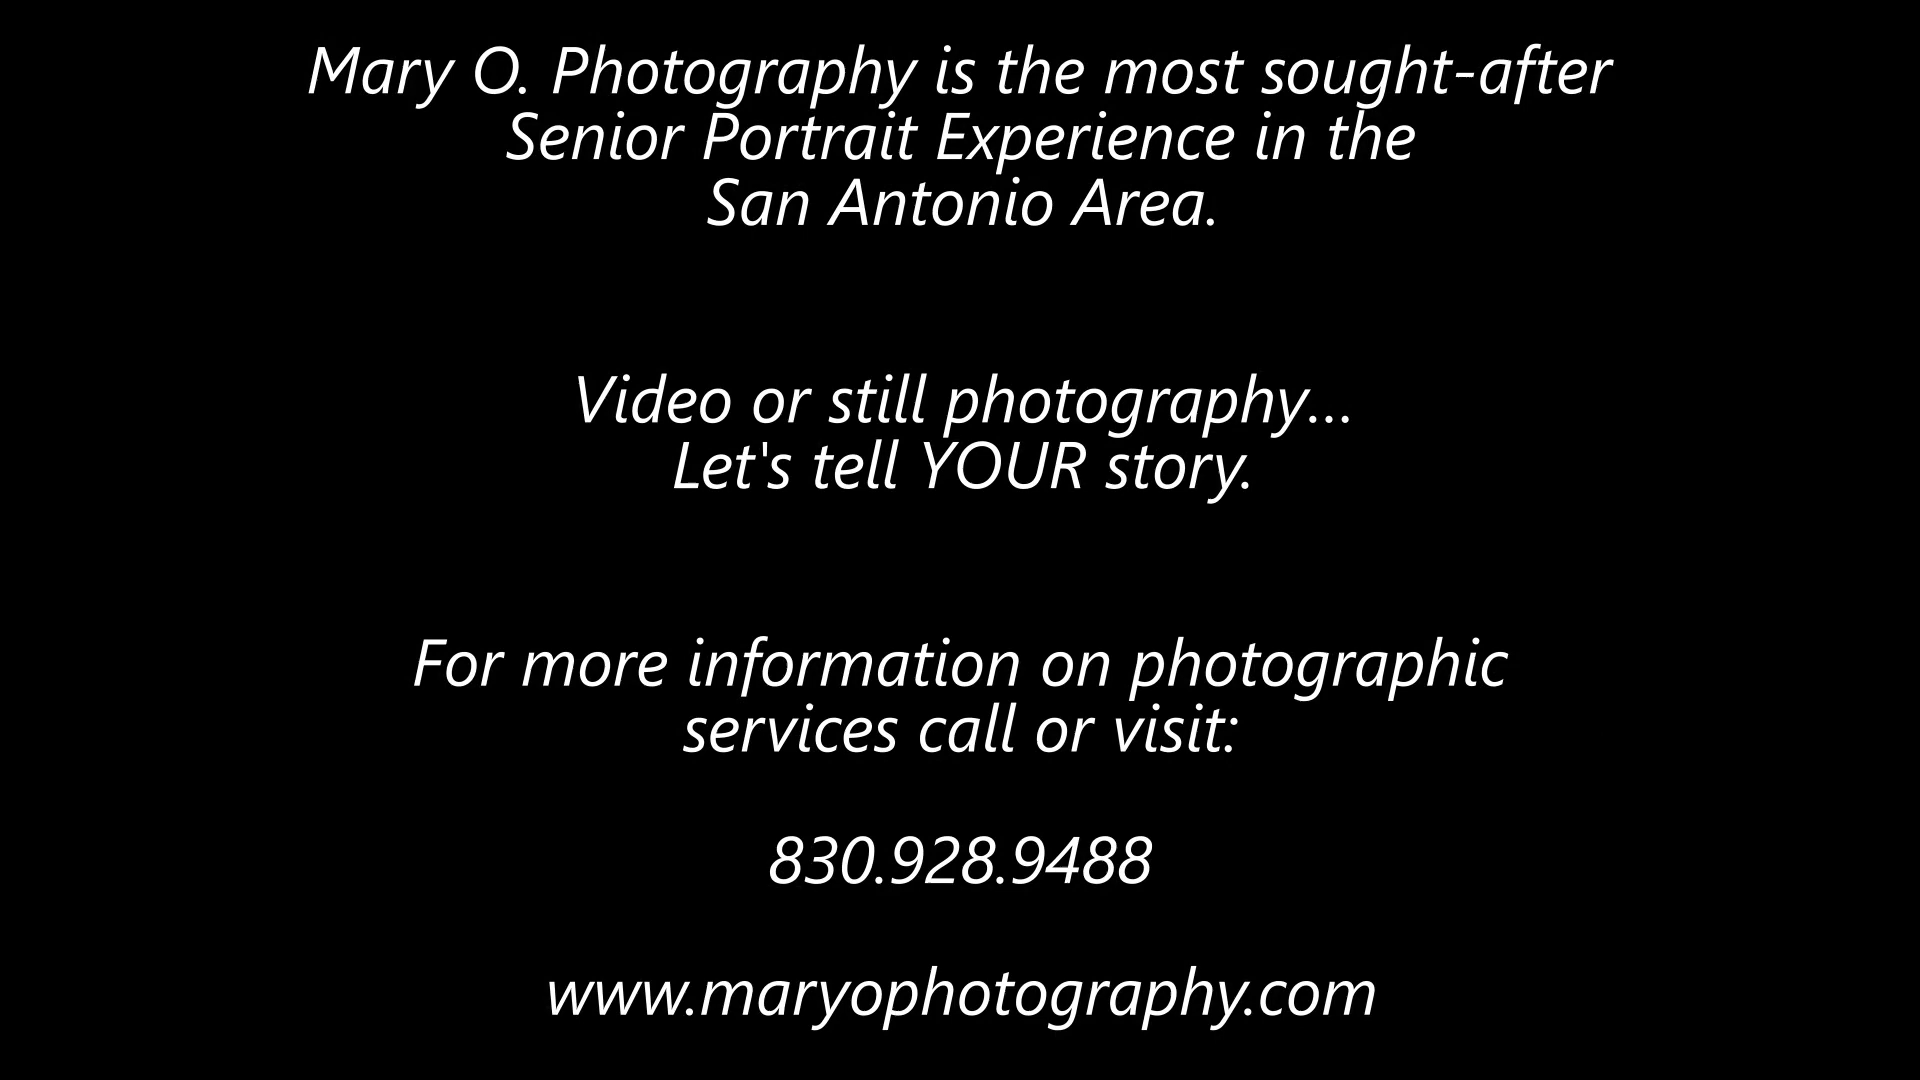 Mary O. Photography is the most sought-after
Senior Portrait Experience in the
San Antonio Area.
Video or still photography...
Let's tell YOUR story.
For more information on photographic
services call or visit:
830.928.9488
www.maryophotography.com